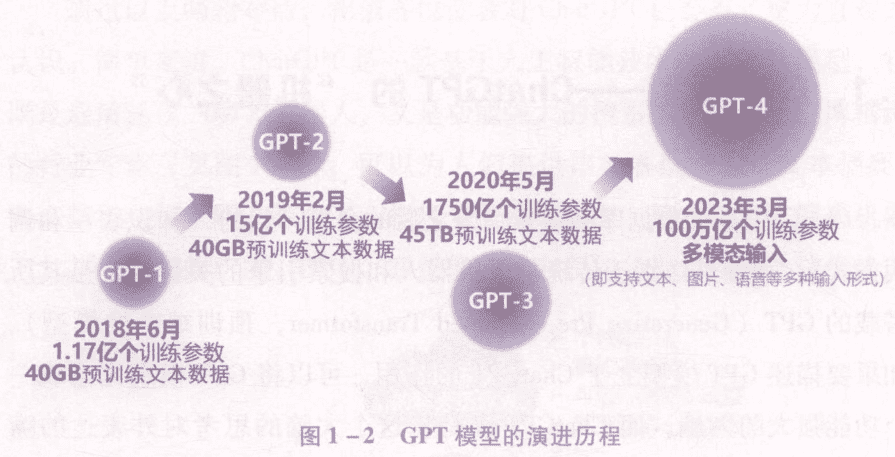 GPT-1
2018年6月
1.17亿个训练参数
40GB预训练文本数据
GPT-2
2019年2月
15亿个训练参数
40GB预训练文本数据
2020年5月
1750亿个训练参数
45TB预训练文本数据
GPT-3
GPT-4
2023年3月
100万亿个训练参数
多模态输入
(即支持文本、图片、语音等多种输入形式)
图1-2 GPT模型的演进历程